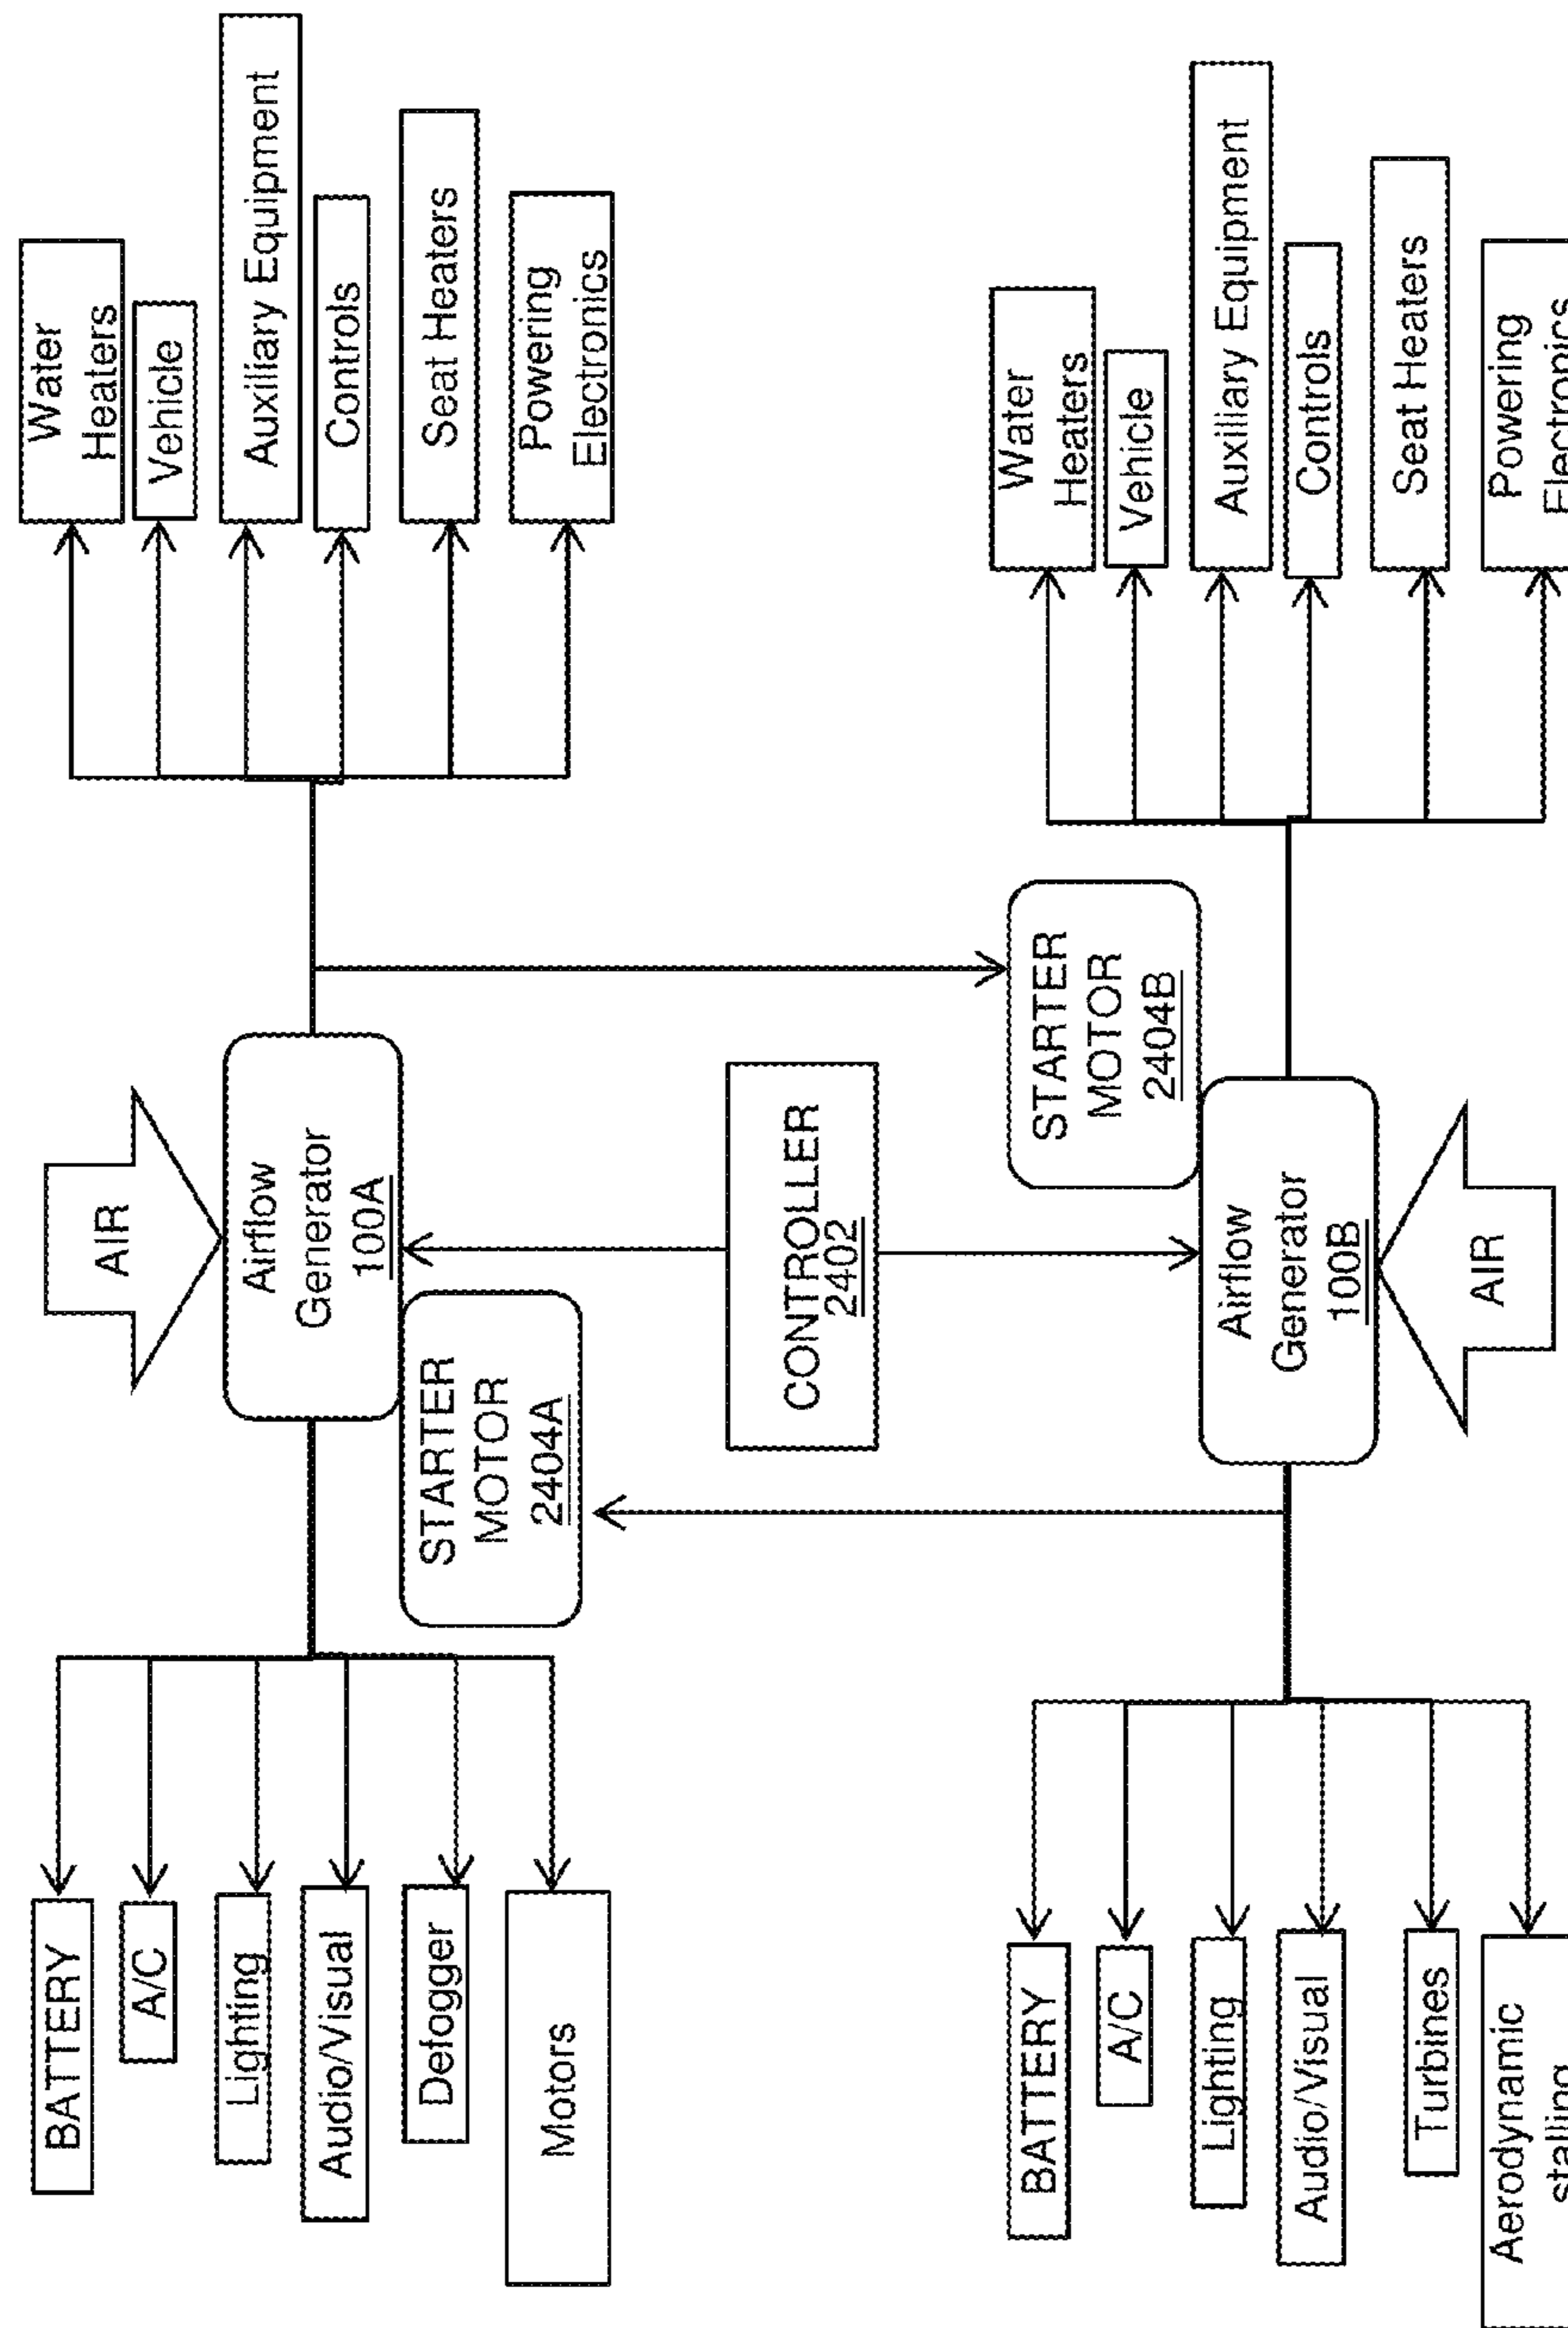 BATTERY
A/C
Lighting
Audio/Visual
Defogger
Motors
AIR
Airflow
Generator
100A
STARTER
MOTOR
2404A
Water
Heaters
Vehicle
Auxiliary Equipment
Controls
Seat Heaters
Powering
Electronics
CONTROLLER
2402
BATTERY
A/C
Lighting
Audio/Visual
Turbines
Aerodynamic
stalling
STARTER
MOTOR
2404B
Airflow
Generator
100B
AIR
Water
Heaters
Vehicle
Auxiliary Equipment
Controls
Seat Heaters
Powering
Electronics